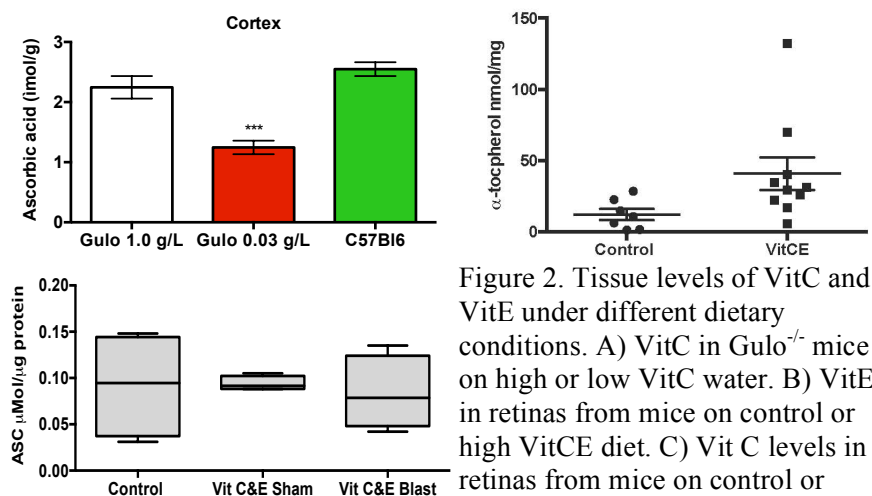 Cortex
Ascorbic acid (imol/g)
3
2
1
0
***
Gulo 1.0 g/L Gulo 0.03 g/L C57Bl6
α-tocpherol nmol/mg
150
100
50
0
Control VitCE
ASC µMol/µg protein
0.20
0.15
0.10
0.05
0.00
Control Vit C&E Sham Vit C&E Blast
Figure 2. Tissue levels of VitC and
VitE under different dietary
conditions. A) VitC in Gulo-/- mice
on high or low VitC water. B) VitE
in retinas from mice on control or
high VitCE diet. C) Vit C levels in
retinas from mice on control or